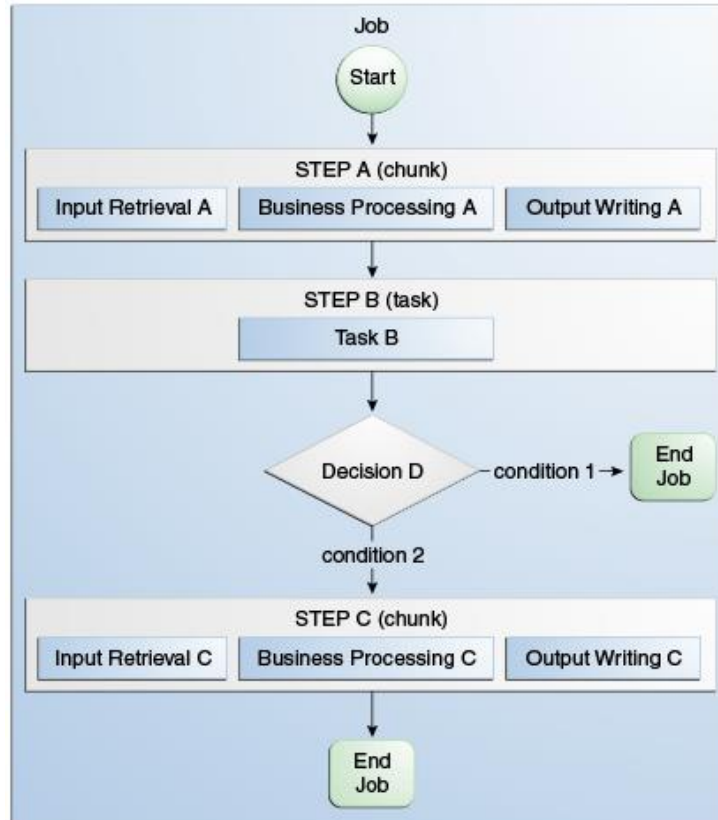 Job
Start
STEP A (chunk)
Input Retrieval A
Business Processing A
Output Writing A
STEP B (task)
Task B
Decision D
condition 1
End
Job
condition 2
STEP C (chunk)
Input Retrieval C
Business Processing C
Output Writing C
End
Job